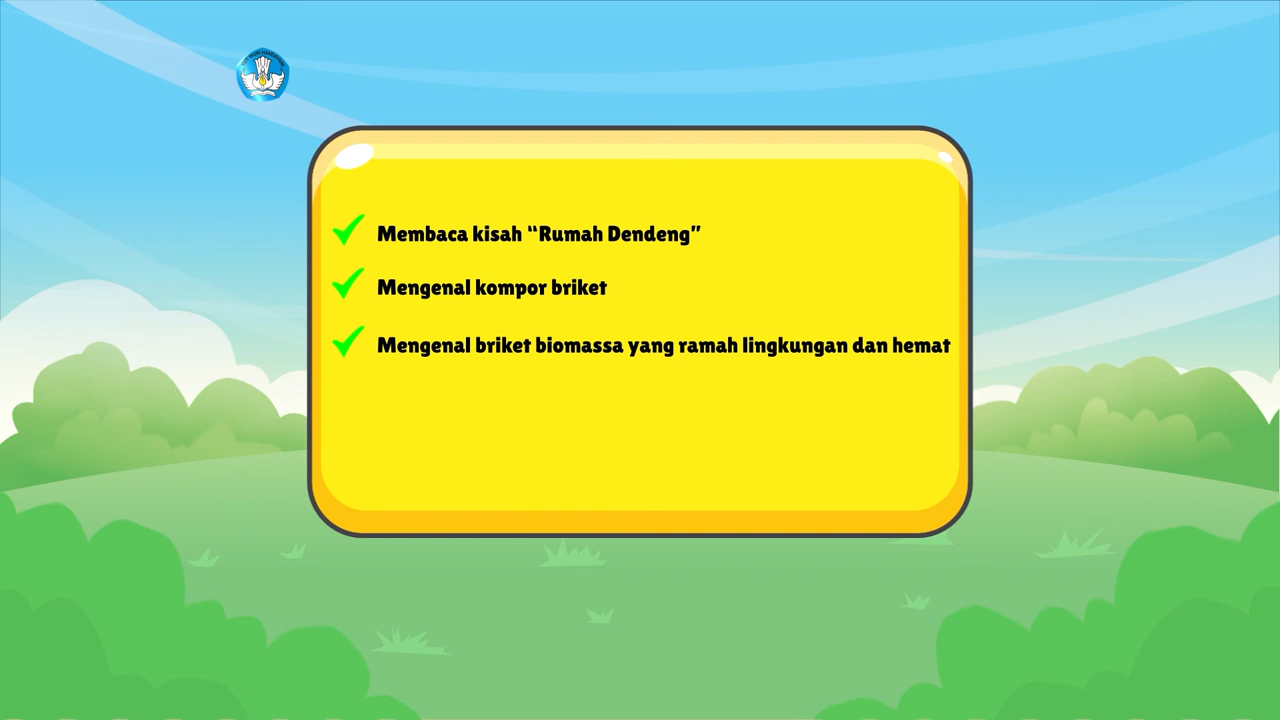 Membaca kisah “Rumah Dendeng”
Mengenal kompor briket
Mengenal briket biomassa yang ramah lingkungan dan hemat